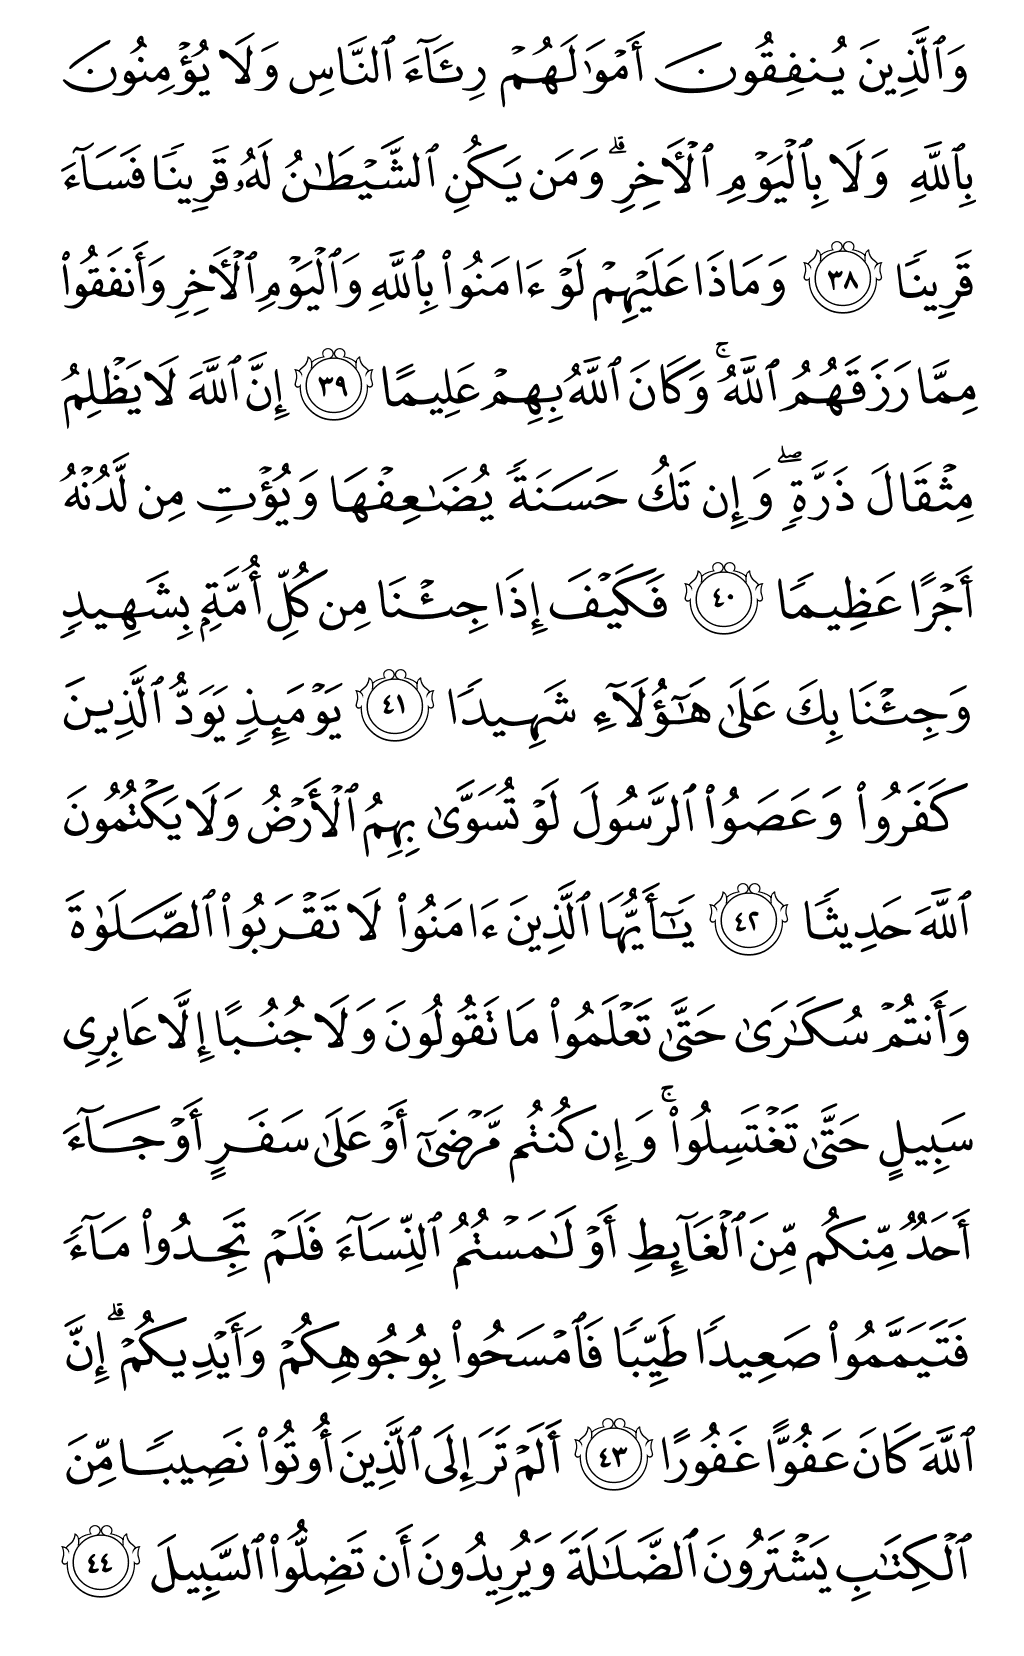 وَٱلَّذِينَ يُنفِقُونَ أَمۡوَٰلَهُمۡ رِئَآءَ ٱلنَّاسِ وَلَا يُؤۡمِنُونَ
بِٱللَّهِ وَلَا بِٱلۡيَوۡمِ ٱلۡأٓخِرِۗ وَمَن يَكُنِ ٱلشَّيۡطَٰنُ لَهُۥ قَرِينٗا فَسَآءَ
قَرِينٗا ٣٨ وَمَاذَا عَلَيۡهِمۡ لَوۡ ءَامَنُواْ بِٱللَّهِ وَٱلۡيَوۡمِ ٱلۡأٓخِرِ وَأَنفَقُواْ
مِمَّا رَزَقَهُمُ ٱللَّهُۚ وَكَانَ ٱللَّهُ بِهِمۡ عَلِيمًا ٣٩ إِنَّ ٱللَّهَ لَا يَظۡلِمُ
مِثۡقَالَ ذَرَّةٖۖ وَإِن تَكُ حَسَنَةٗ يُضَٰعِفۡهَا وَيُؤۡتِ مِن لَّدُنۡهُ
أَجۡرًا عَظِيمٗا ٤٠ فَكَيۡفَ إِذَا جِئۡنَا مِن كُلِّ أُمَّةِۭ بِشَهِيدٖ
وَجِئۡنَا بِكَ عَلَىٰ هَٰٓؤُلَآءِ شَهِيدٗا ٤١ يَوۡمَئِذٖ يَوَدُّ ٱلَّذِينَ
كَفَرُواْ وَعَصَوُاْ ٱلرَّسُولَ لَوۡ تُسَوَّىٰ بِهِمُ ٱلۡأَرۡضُ وَلَا يَكۡتُمُونَ
ٱللَّهَ حَدِيثٗا ٤٢ يَٰٓأَيُّهَا ٱلَّذِينَ ءَامَنُواْ لَا تَقۡرَبُواْ ٱلصَّلَوٰةَ
وَأَنتُمۡ سُكَٰرَىٰ حَتَّىٰ تَعۡلَمُواْ مَا تَقُولُونَ وَلَا جُنُبًا إِلَّا عَابِرِي
سَبِيلٍ حَتَّىٰ تَغۡتَسِلُواْۚ وَإِن كُنتُم مَّرۡضَىٰٓ أَوۡ عَلَىٰ سَفَرٍ أَوۡ جَآءَ
أَحَدٞ مِّنكُم مِّنَ ٱلۡغَآئِطِ أَوۡ لَٰمَسۡتُمُ ٱلنِّسَآءَ فَلَمۡ تَجِدُواْ مَآءٗ
فَتَيَمَّمُواْ صَعِيدٗا طَيِّبٗا فَٱمۡسَحُواْ بِوُجُوهِكُمۡ وَأَيۡدِيكُمۡۗ إِنَّ
ٱللَّهَ كَانَ عَفُوًّا غَفُورًا ٤٣ أَلَمۡ تَرَ إِلَى ٱلَّذِينَ أُوتُواْ نَصِيبٗا مِّنَ
ٱلۡكِتَٰبِ يَشۡتَرُونَ ٱلضَّلَٰلَةَ وَيُرِيدُونَ أَن تَضِلُّواْ ٱلسَّبِيلَ ٤٤